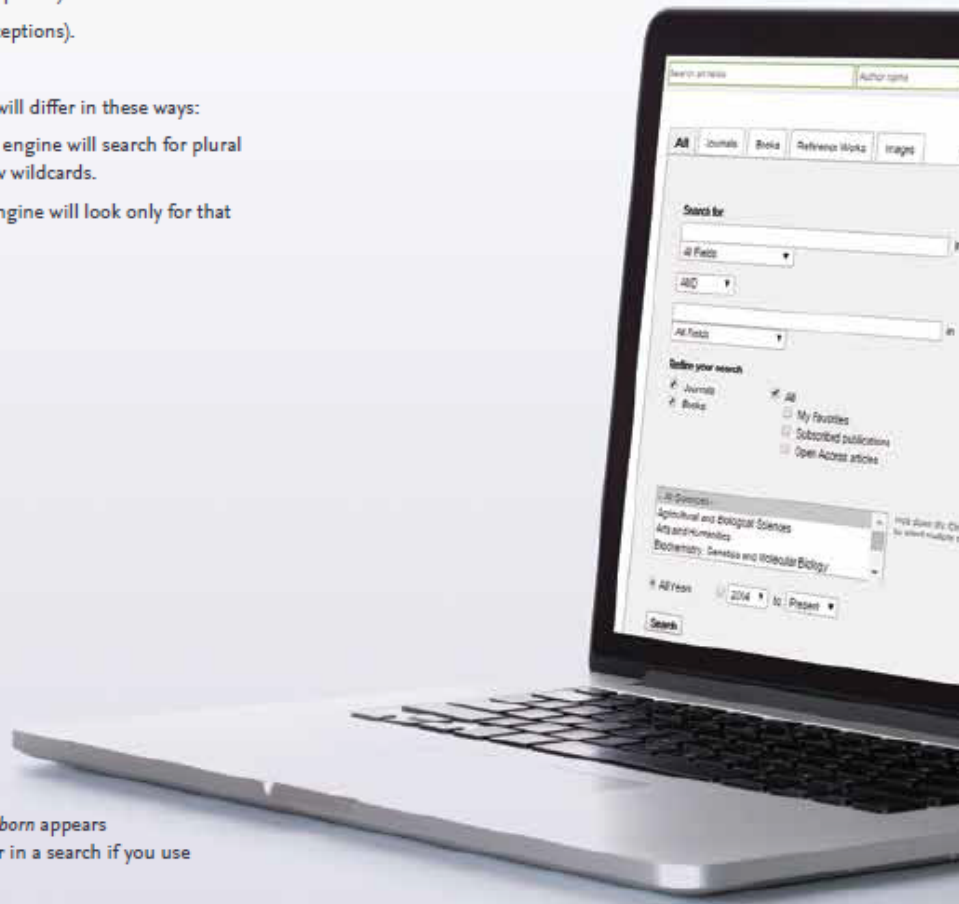 ceptions).
will differ in these ways:
engine will search for plural
wildcards.
ngine will look only for that
born appears
r in a search if you use
Search all fields Author name
All Journals Books Reference Works Images
Search for
All Fields
AND
in
All Fields
Refine your search
Journals All
Books My Favorites
Subscribed publications
Open Access articles
- All Sciences -
Agricultural and Biological Sciences
Arts and Humanities
Biochemistry, Genetics and Molecular Biology
All Years 2014 to Present
Search